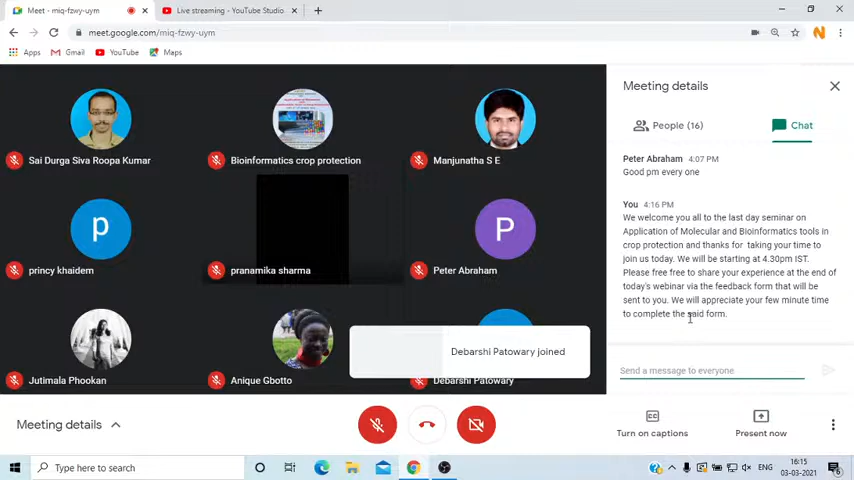 Meet - miq-fzwy-uym
Live streaming - YouTube Studio
meet.google.com/miq-fzwy-uym
Apps
Gmail
YouTube
Maps
Sai Durga Siva Roopa Kumar
Bioinformatics crop protection
Manjunatha S E
p
princy khaidem
pranamika sharma
P
Peter Abraham
Jutimala Phookan
Anique Gbotto
Debarshi Patowary
Debarshi Patowary joined
Meeting details
People (16)
Chat
Peter Abraham 4:07 PM
Good pm every one
You 4:16 PM
We welcome you all to the last day seminar on
Application of Molecular and Bioinformatics tools in
crop protection and thanks for taking your time to
join us today. We will be starting at 4.30pm IST.
Please free free to share your experience at the end of
today's webinar via the feedback form that will be
sent to you. We will appreciate your few minute time
to complete the said form.
Send a message to everyone
Meeting details
Turn on captions
Present now
Type here to search
ENG
16:15
03-03-2021